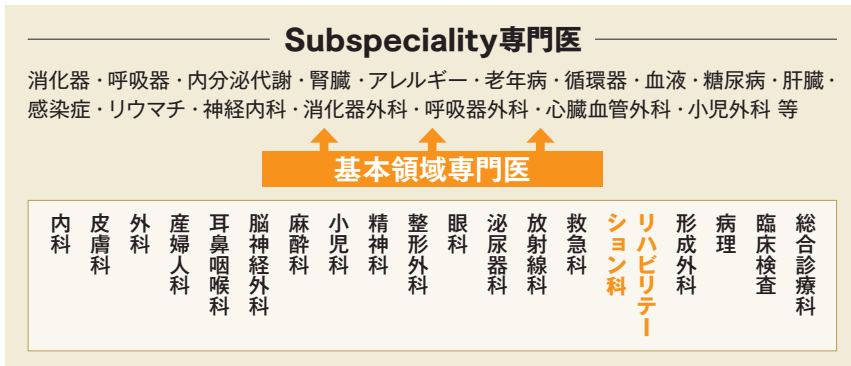 Subspeciality専門医
消化器・呼吸器・内分泌代謝・腎臓・アレルギー・老年病・循環器・血液・糖尿病・肝臓・
感染症・リウマチ・神経内科・消化器外科・呼吸器外科・心臓血管外科・小児外科 等
基本領域専門医
内科
皮膚科
外科
産婦人科
耳鼻咽喉科
脳神経外科
麻酔科
小児科
精神科
整形外科
眼科
泌尿器科
放射線科
救急科
リハビリテー
ション科
形成外科
病理
臨床検査
総合診療科